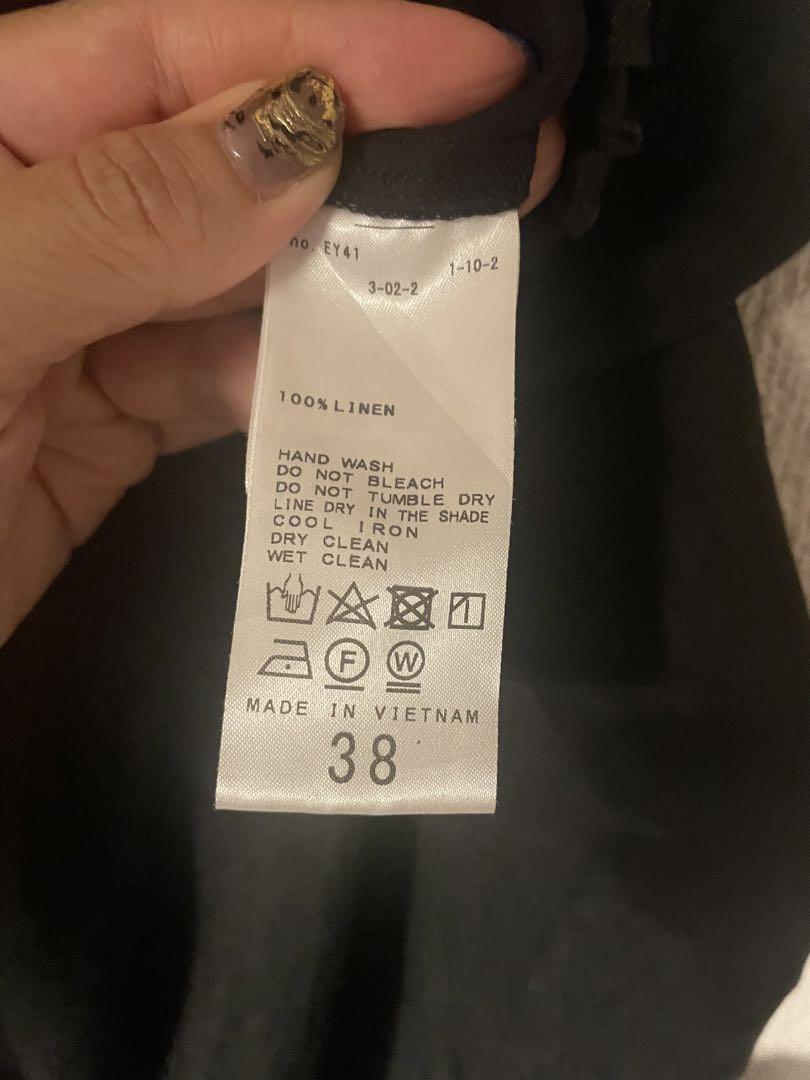 no. EY41
1-10-2
3-02-2
100% LINEN
HAND WASH
DO NOT BLEACH
DO NOT TUMBLE DRY
LINE DRY IN THE SHADE
COOL IRON
DRY CLEAN
WET CLEAN
F W
MADE IN VIETNAM
38